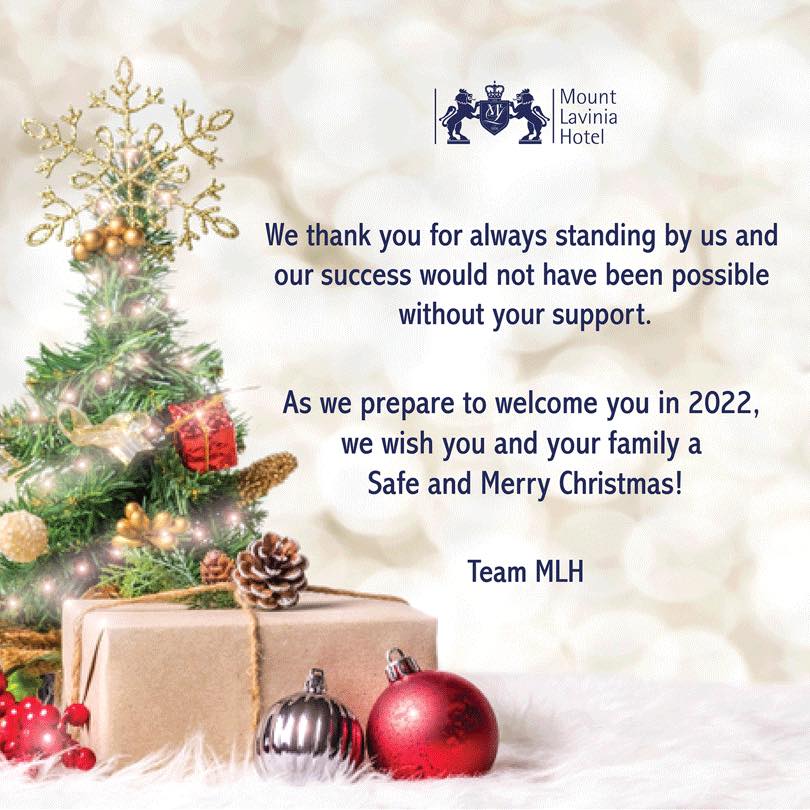 Mount
Lavinia
Hotel
We thank you for always standing by us and
our success would not have been possible
without your support.
As we prepare to welcome you in 2022,
we wish you and your family a
Safe and Merry Christmas!
Team MLH